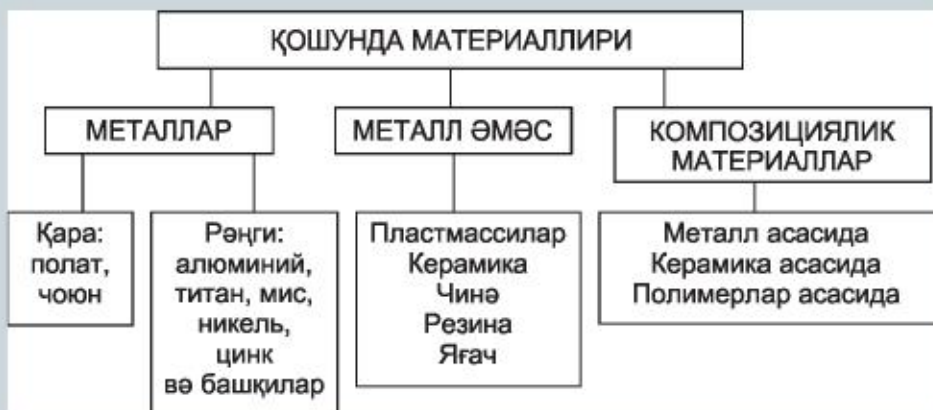 ҚОШУНДА МАТЕРИАЛЛИРИ
МЕТАЛЛАР
МЕТАЛЛ ӘМӘС
КОМПОЗИЦИЯЛИК
МАТЕРИАЛЛАР
Қара:
полат,
чоюн
Рәңги:
алюминий,
титан, мис,
никель,
цинк
вә башқилар
Пластмассилар
Керамика
Чинә
Резина
Яғач
Металл асасида
Керамика асасида
Полимерлар асасида